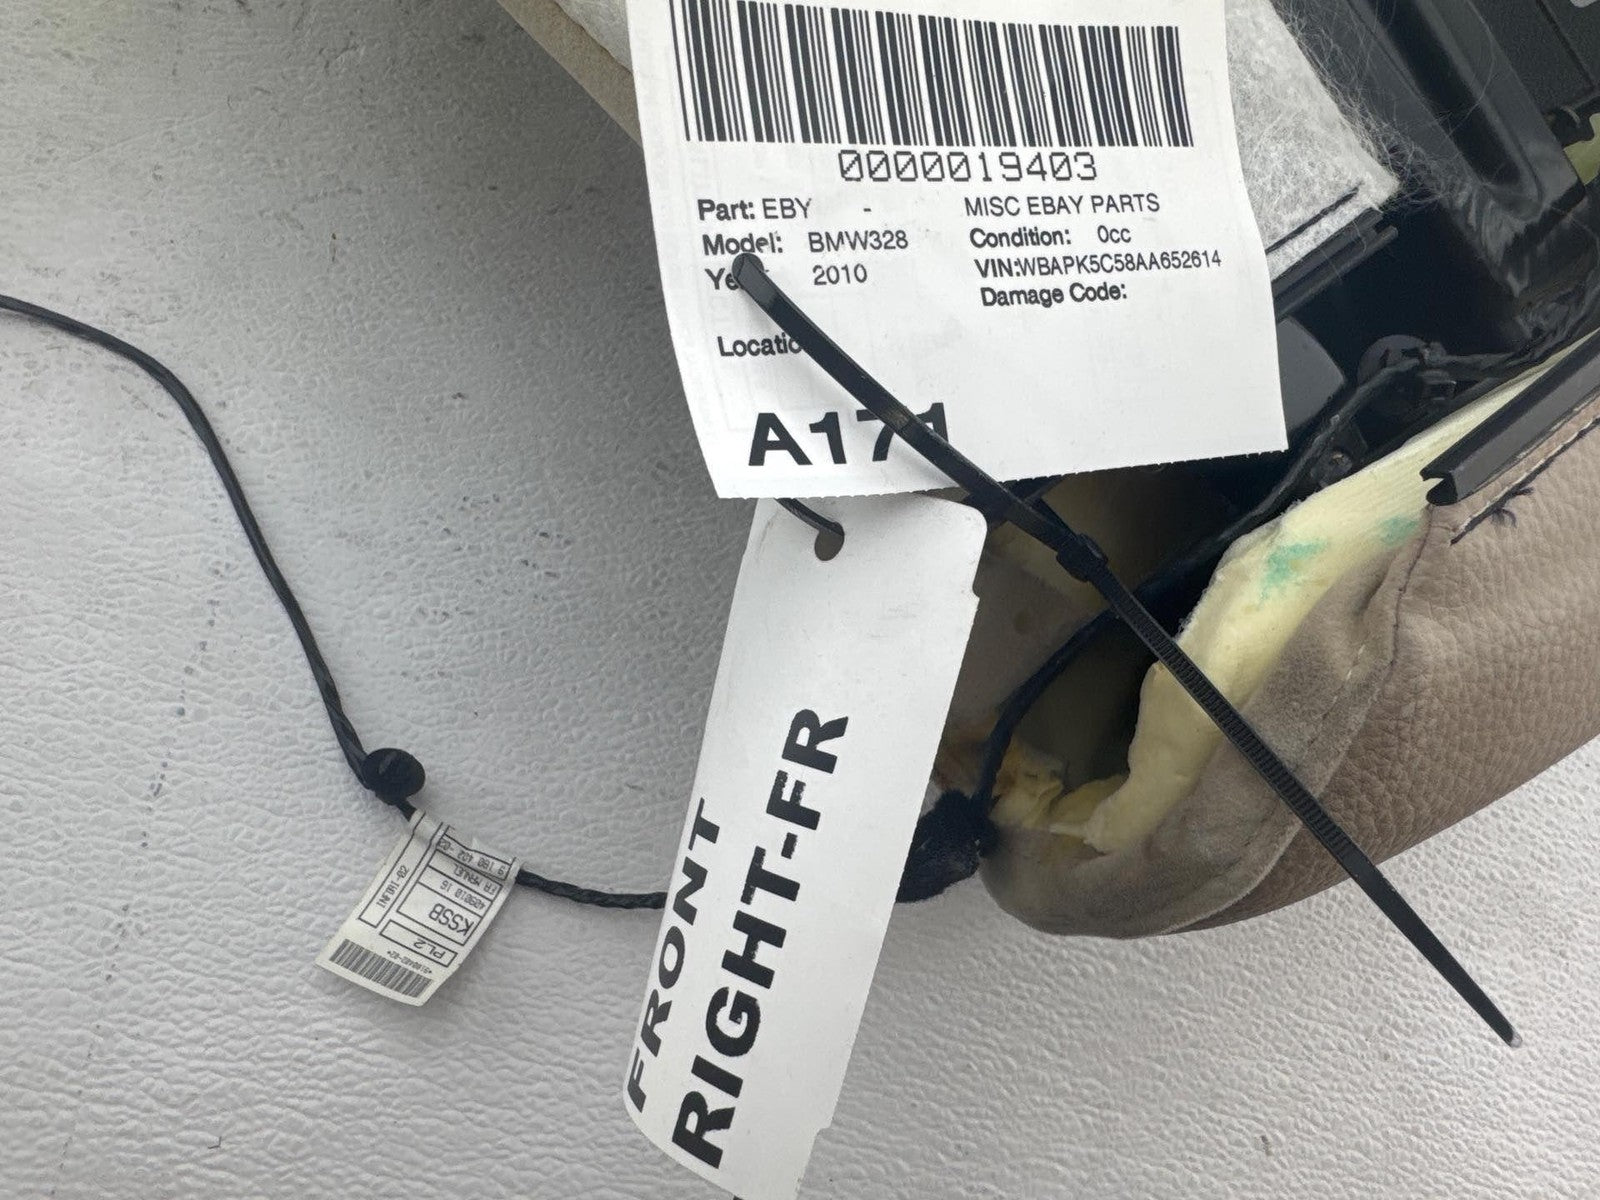 0000019403
Part: EBY - MISC EBAY PARTS
Model: BMW328 Condition: 0cc
2010 VIN:WBAPK5C58AA652614
Damage Code:
A171
FRONT
RIGHT-FR
PL2
KSSB